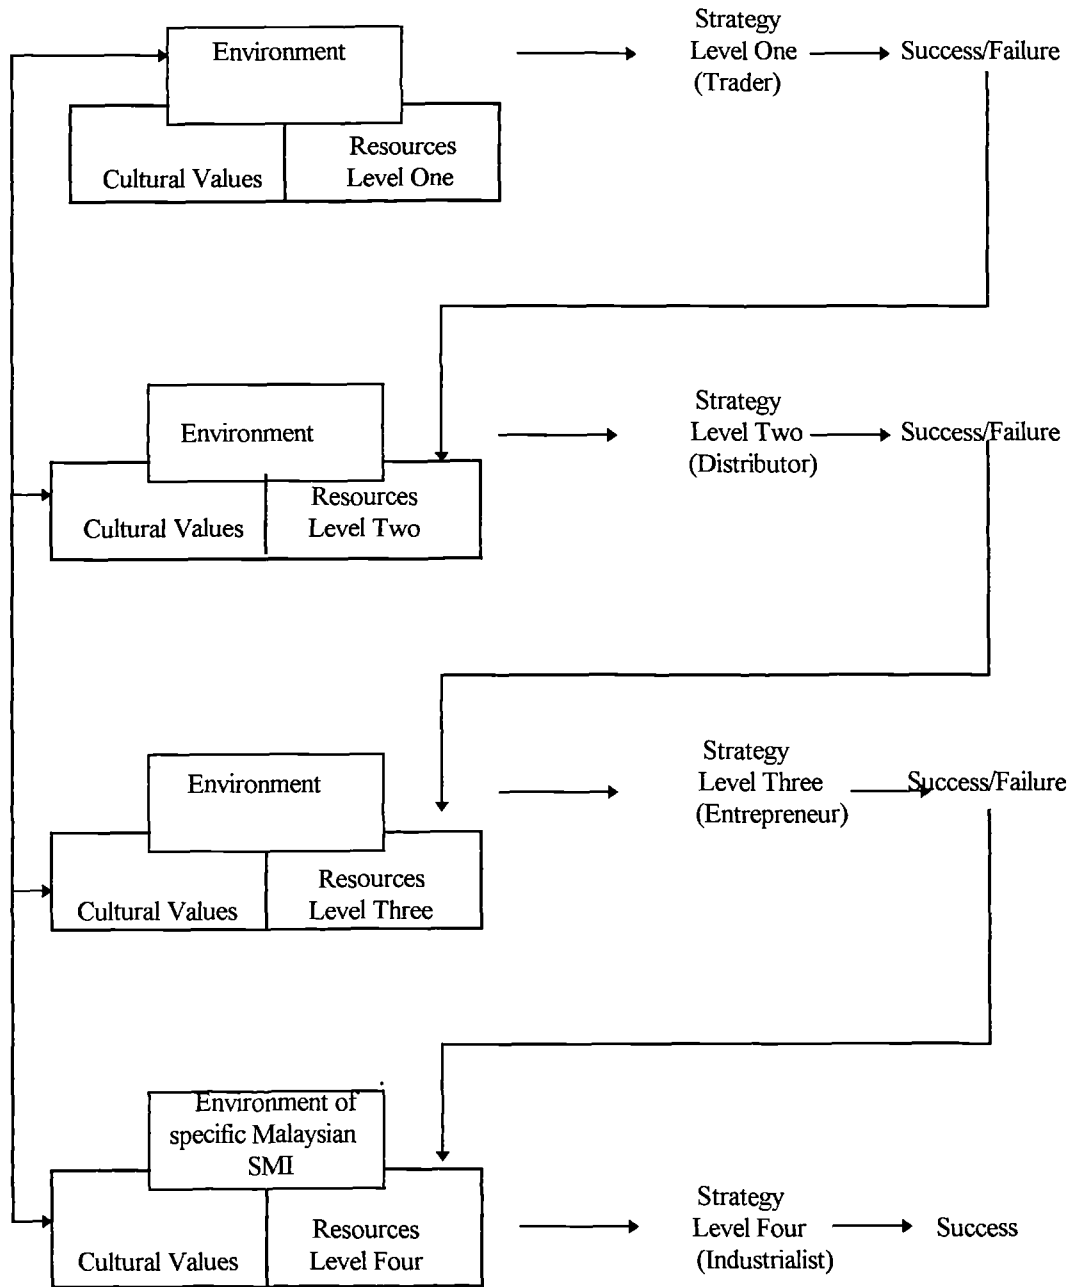 Environment
Cultural Values
Resources
Level One
Strategy
Level One
(Trader)
Success/Failure
Environment
Cultural Values
Resources
Level Two
Strategy
Level Two
(Distributor)
Success/Failure
Environment
Cultural Values
Resources
Level Three
Strategy
Level Three
(Entrepreneur)
Success/Failure
Environment of
specific Malaysian
SMI
Cultural Values
Resources
Level Four
Strategy
Level Four
(Industrialist)
Success